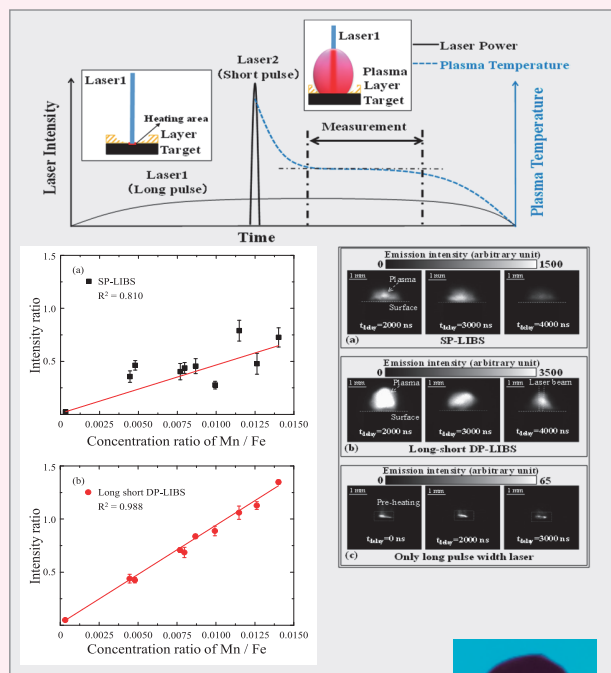 Laser2
(Short pulse)
Laser1
Plasma
Layer
Target
Laser Power
Plasma Temperature
Laser1
Heating area
Layer
Target
Laser1
(Long pulse)
Measurement
Laser Intensity
Plasma Temperature
Time
(a)
SP-LIBS
R² = 0.810
Intensity ratio
1.5
1.0
0.5
0 0.0025 0.0050 0.0075 0.0100 0.0125 0.0150
Concentration ratio of Mn / Fe
(b)
Long short DP-LIBS
R² = 0.988
Intensity ratio
1.5
1.0
0.5
0.0
0 0.0025 0.0050 0.0075 0.0100 0.0125 0.0150
Concentration ratio of Mn / Fe
Emission intensity (arbitrary unit)
0 1500
1 mm 1 mm 1 mm
Plasma
Surface
tdelay=2000 ns tdelay=3000 ns tdelay=4000 ns
(a) SP-LIBS
Emission intensity (arbitrary unit)
0 3500
1 mm 1 mm 1 mm
Plasma Laser beam
Surface
tdelay=2000 ns tdelay=3000 ns tdelay=4000 ns
(b) Long-short DP-LIBS
Emission intensity (arbitrary unit)
0 65
1 mm 1 mm 1 mm
Pre-heating
tdelay=0 ns tdelay=2000 ns tdelay=3000 ns
(c) Only long pulse width laser